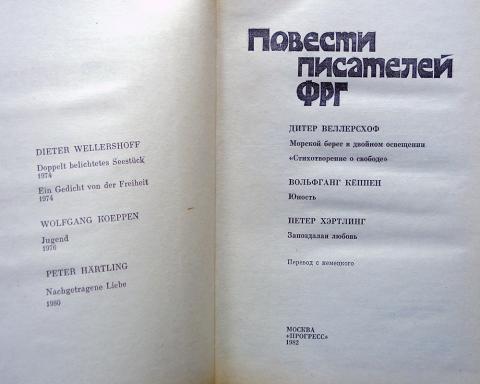 DIETER WELLERSHOFF
Doppelt belichtetes Seestück
1974
Ein Gedicht von der Freiheit
1974
WOLFGANG KOEPPEN
Jugend
1976
PETER HÄRTLING
Nachgetragene Liebe
1980
Повести
писателей
ФРГ
ДИТЕР ВЕЛЛЕРСХОФ
Морской берег в двойном освещении
«Стихотворение о свободе»
ВОЛЬФГАНГ КЁППЕН
Юность
ПЕТЕР ХЭРТЛИНГ
Запоздалая любовь
Перевод с немецкого
МОСКВА
«ПРОГРЕСС»
1982